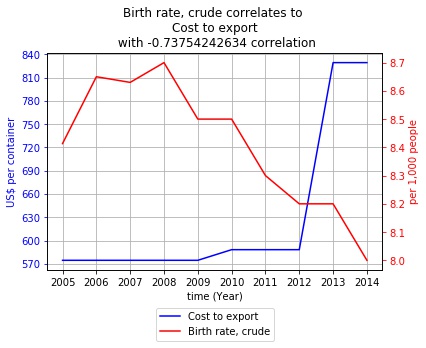 Birth rate, crude correlates to
Cost to export
with -0.73754242634 correlation
840
810
780
750
720
690
660
630
600
570
US$ per container
8.7
8.6
8.5
8.4
8.3
8.2
8.1
8.0
per 1,000 people
2005 2006 2007 2008 2009 2010 2011 2012 2013 2014
time (Year)
Cost to export
Birth rate, crude